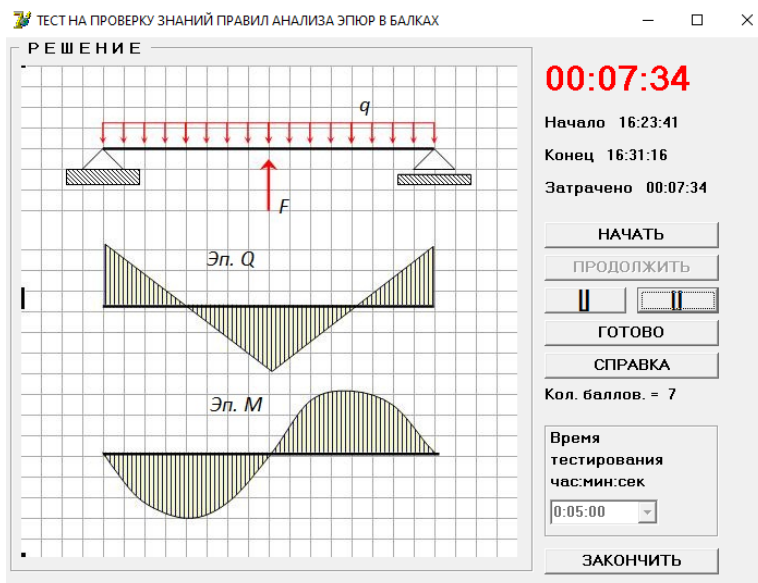 ТЕСТ НА ПРОВЕРКУ ЗНАНИЙ ПРАВИЛ АНАЛИЗА ЭПЮР В БАЛКАХ
РЕШЕНИЕ
q
F
Эп. Q
Эп. М
00:07:34
Начало 16:23:41
Конец 16:31:16
Затрачено 00:07:34
НАЧАТЬ
ПРОДОЛЖИТЬ
ГОТОВО
СПРАВКА
Кол. баллов. = 7
Время
тестирования
час:мин:сек
0:05:00
ЗАКОНЧИТЬ